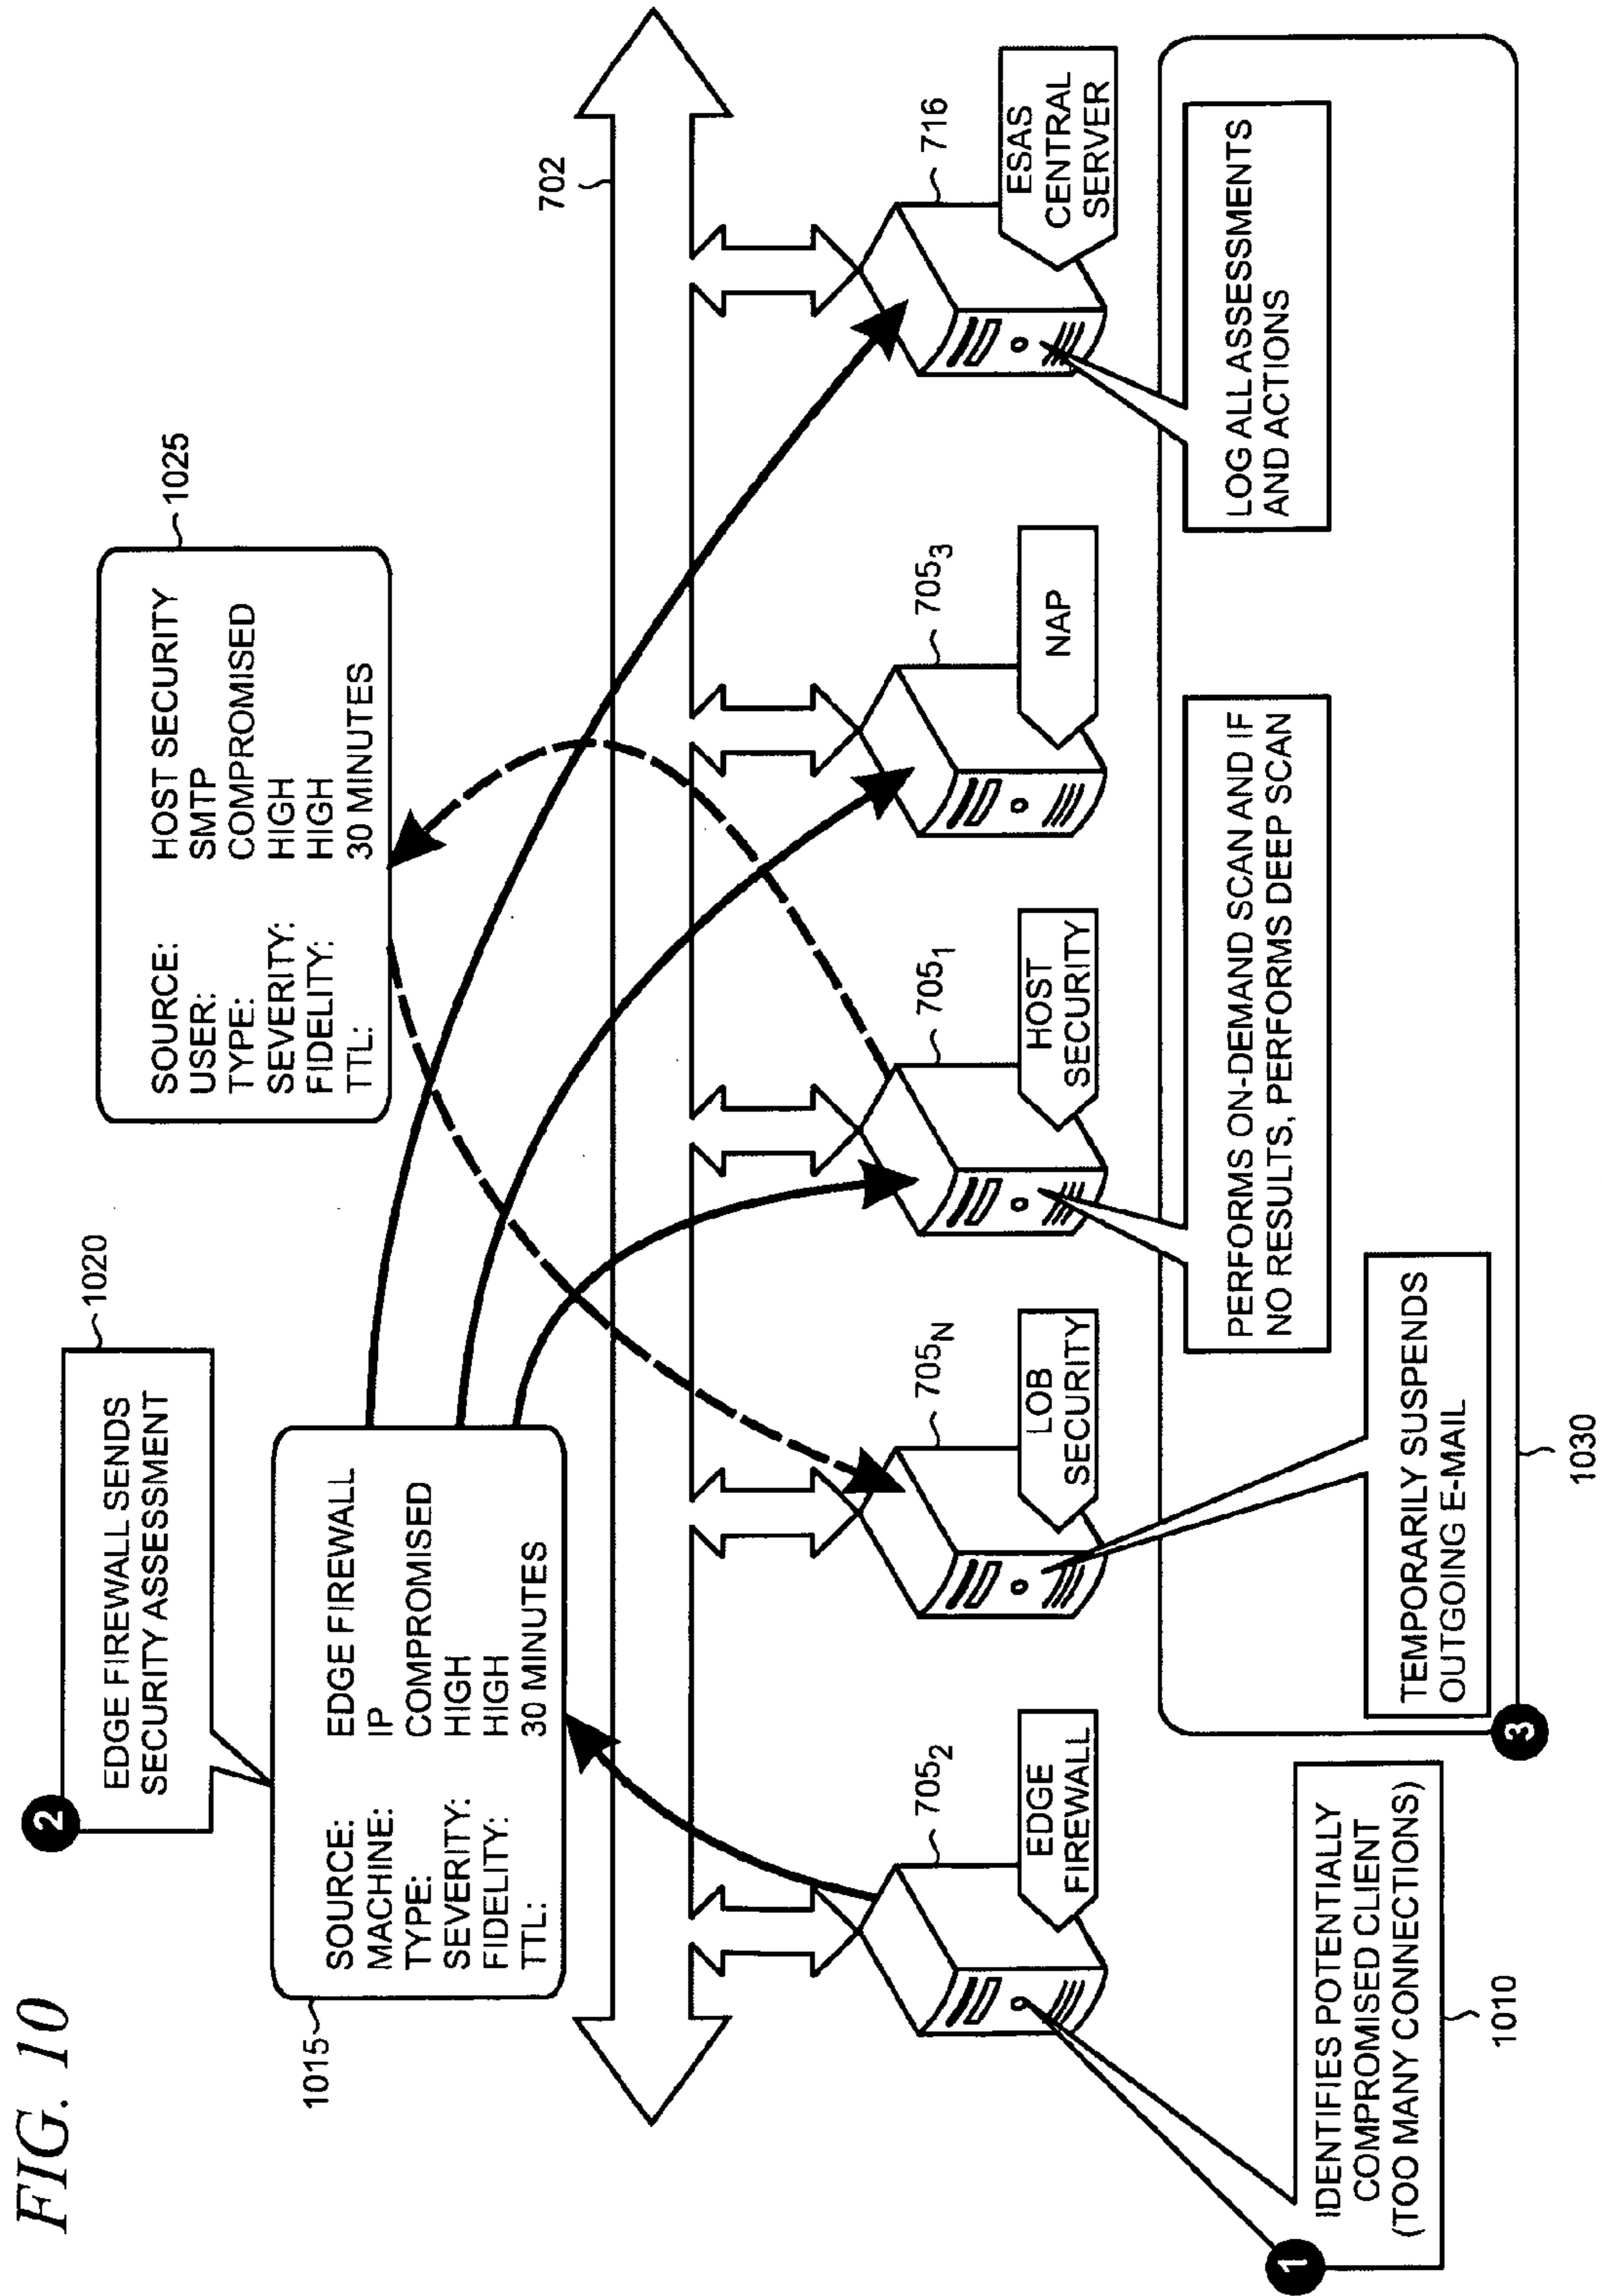 FIG. 10
2
1020
EDGE FIREWALL SENDS
SECURITY ASSESSMENT
1015
SOURCE: EDGE FIREWALL
MACHINE: IP
TYPE: COMPROMISED
SEVERITY: HIGH
FIDELITY: HIGH
TTL: 30 MINUTES
1025
SOURCE: HOST SECURITY
USER: SMTP
TYPE: COMPROMISED
SEVERITY: HIGH
FIDELITY: HIGH
TTL: 30 MINUTES
702
705₂
EDGE
FIREWALL
705N
LOB
SECURITY
705₁
HOST
SECURITY
705₃
NAP
716
ESAS
CENTRAL
SERVER
1
IDENTIFIES POTENTIALLY
COMPROMISED CLIENT
(TOO MANY CONNECTIONS)
1010
3
TEMPORARILY SUSPENDS
OUTGOING E-MAIL
PERFORMS ON-DEMAND SCAN AND IF
NO RESULTS, PERFORMS DEEP SCAN
LOG ALL ASSESSMENTS
AND ACTIONS
1030